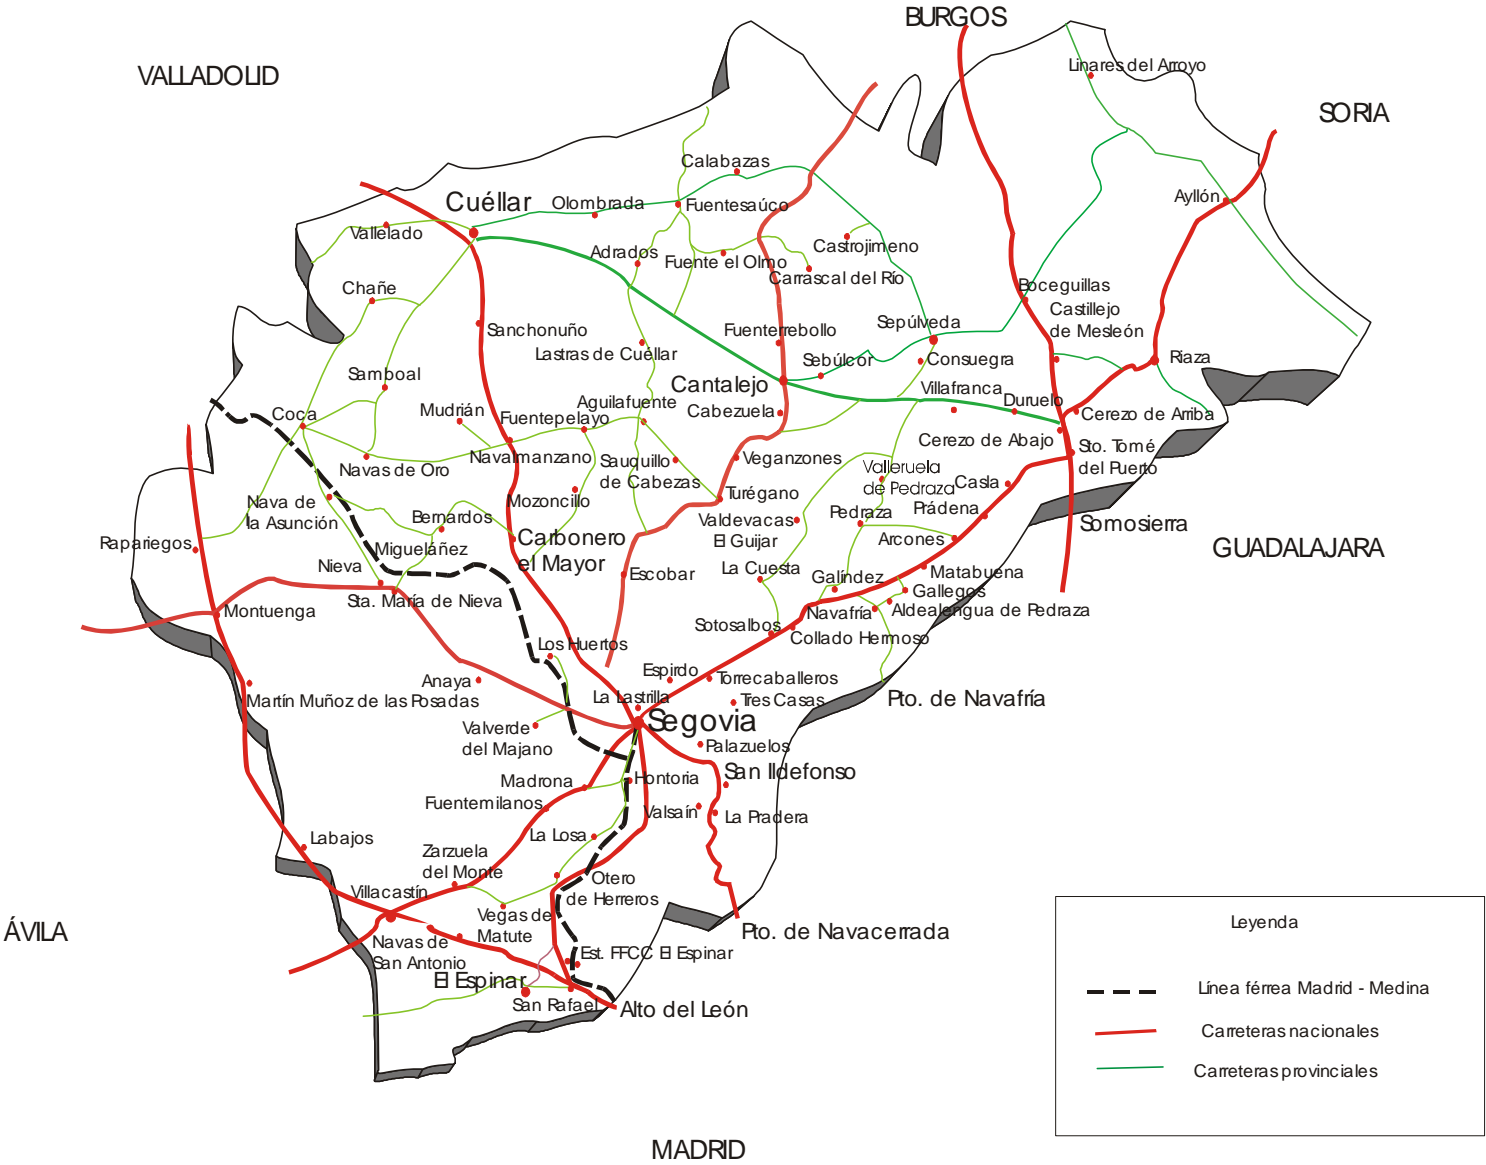 BURGOS
VALLADOLID
Linares del Arroyo
SORIA
Calabazas
Cuéllar
Olombrada
Fuentesaúco
Ayllón
Vallelado
Adrados
Fuente el Olmo
Castrojimeno
Carrascal del Río
Chañe
Boceguillas
Castillejo
de Mesleón
Sanchonuño
Lastras de Cuéllar
Fuenterrebollo
Sepúlveda
Sebúlcor
Consuegra
Riaza
Samboal
Cantalejo
Villafranca
Duruelo
Coca
Mudrián
Fuentepelayo
Aguilafuente
Cabezuela
Cerezo de Arriba
Cerezo de Abajo
Sto. Tomé
del Puerto
Navas de Oro
Navalmanzano
Sauquillo
de Cabezas
Veganzones
Valleruela
de Pedraza
Casla
Nava de
la Asunción
Mozoncillo
Turégano
Prádena
Bernardos
Valdevacas
El Guijar
Pedraza
Somosierra
Rapariegos
Migueláñez
Carbonero
el Mayor
Arcones
GUADALAJARA
Nieva
Escobar
La Cuesta
Galíndez
Matabuena
Gallegos
Sta. María de Nieva
Montuenga
Navafría
Aldealengua de Pedraza
Sotosalbos
Collado Hermoso
Los Huertos
Espirdo
Torrecaballeros
Anaya
Martín Muñoz de las Posadas
La Lastrilla
Tres Casas
Pto. de Navafría
Segovia
Valverde
del Majano
Palazuelos
San Ildefonso
Madrona
Hontoria
Fuentemilanos
Valsaín
La Pradera
La Losa
Labajos
Zarzuela
del Monte
Otero
de Herreros
Villacastín
Leyenda
Vegas de
Matute
ÁVILA
Pto. de Navacerrada
Navas de
San Antonio
Est. FFCC El Espinar
El Espinar
San Rafael
Alto del León
Línea férrea Madrid - Medina
Carreteras nacionales
Carreteras provinciales
MADRID